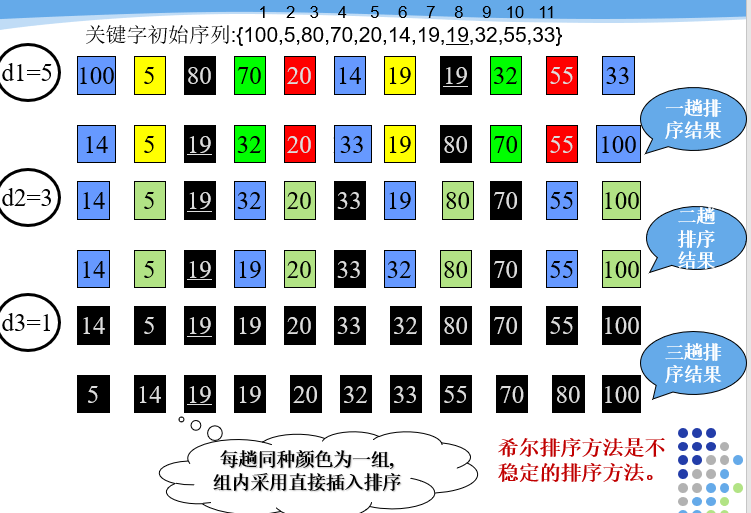 1 2 3 4 5 6 7 8 9 10 11
关键字初始序列:{100,5,80,70,20,14,19,19,32,55,33}
d1=5
100 5 80 70 20 14 19 19 32 55 33
一趟排
序结果
14 5 19 32 20 33 19 80 70 55 100
d2=3
14 5 19 32 20 33 19 80 70 55 100
二趟
排序
结果
14 5 19 19 20 33 32 80 70 55 100
d3=1
14 5 19 19 20 33 32 80 70 55 100
三趟排
序结果
5 14 19 19 20 32 33 55 70 80 100
每趟同种颜色为一组,
组内采用直接插入排序
希尔排序方法是不
稳定的排序方法。